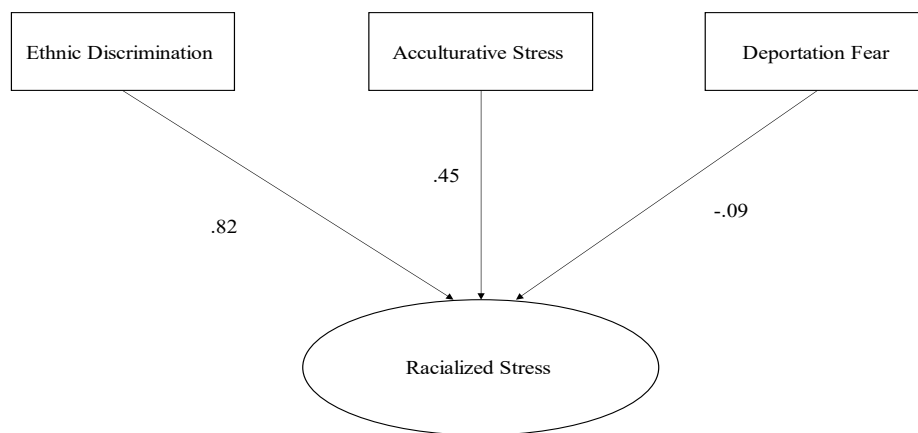 Ethnic Discrimination
Acculturative Stress
Deportation Fear
.82
.45
-.09
Racialized Stress